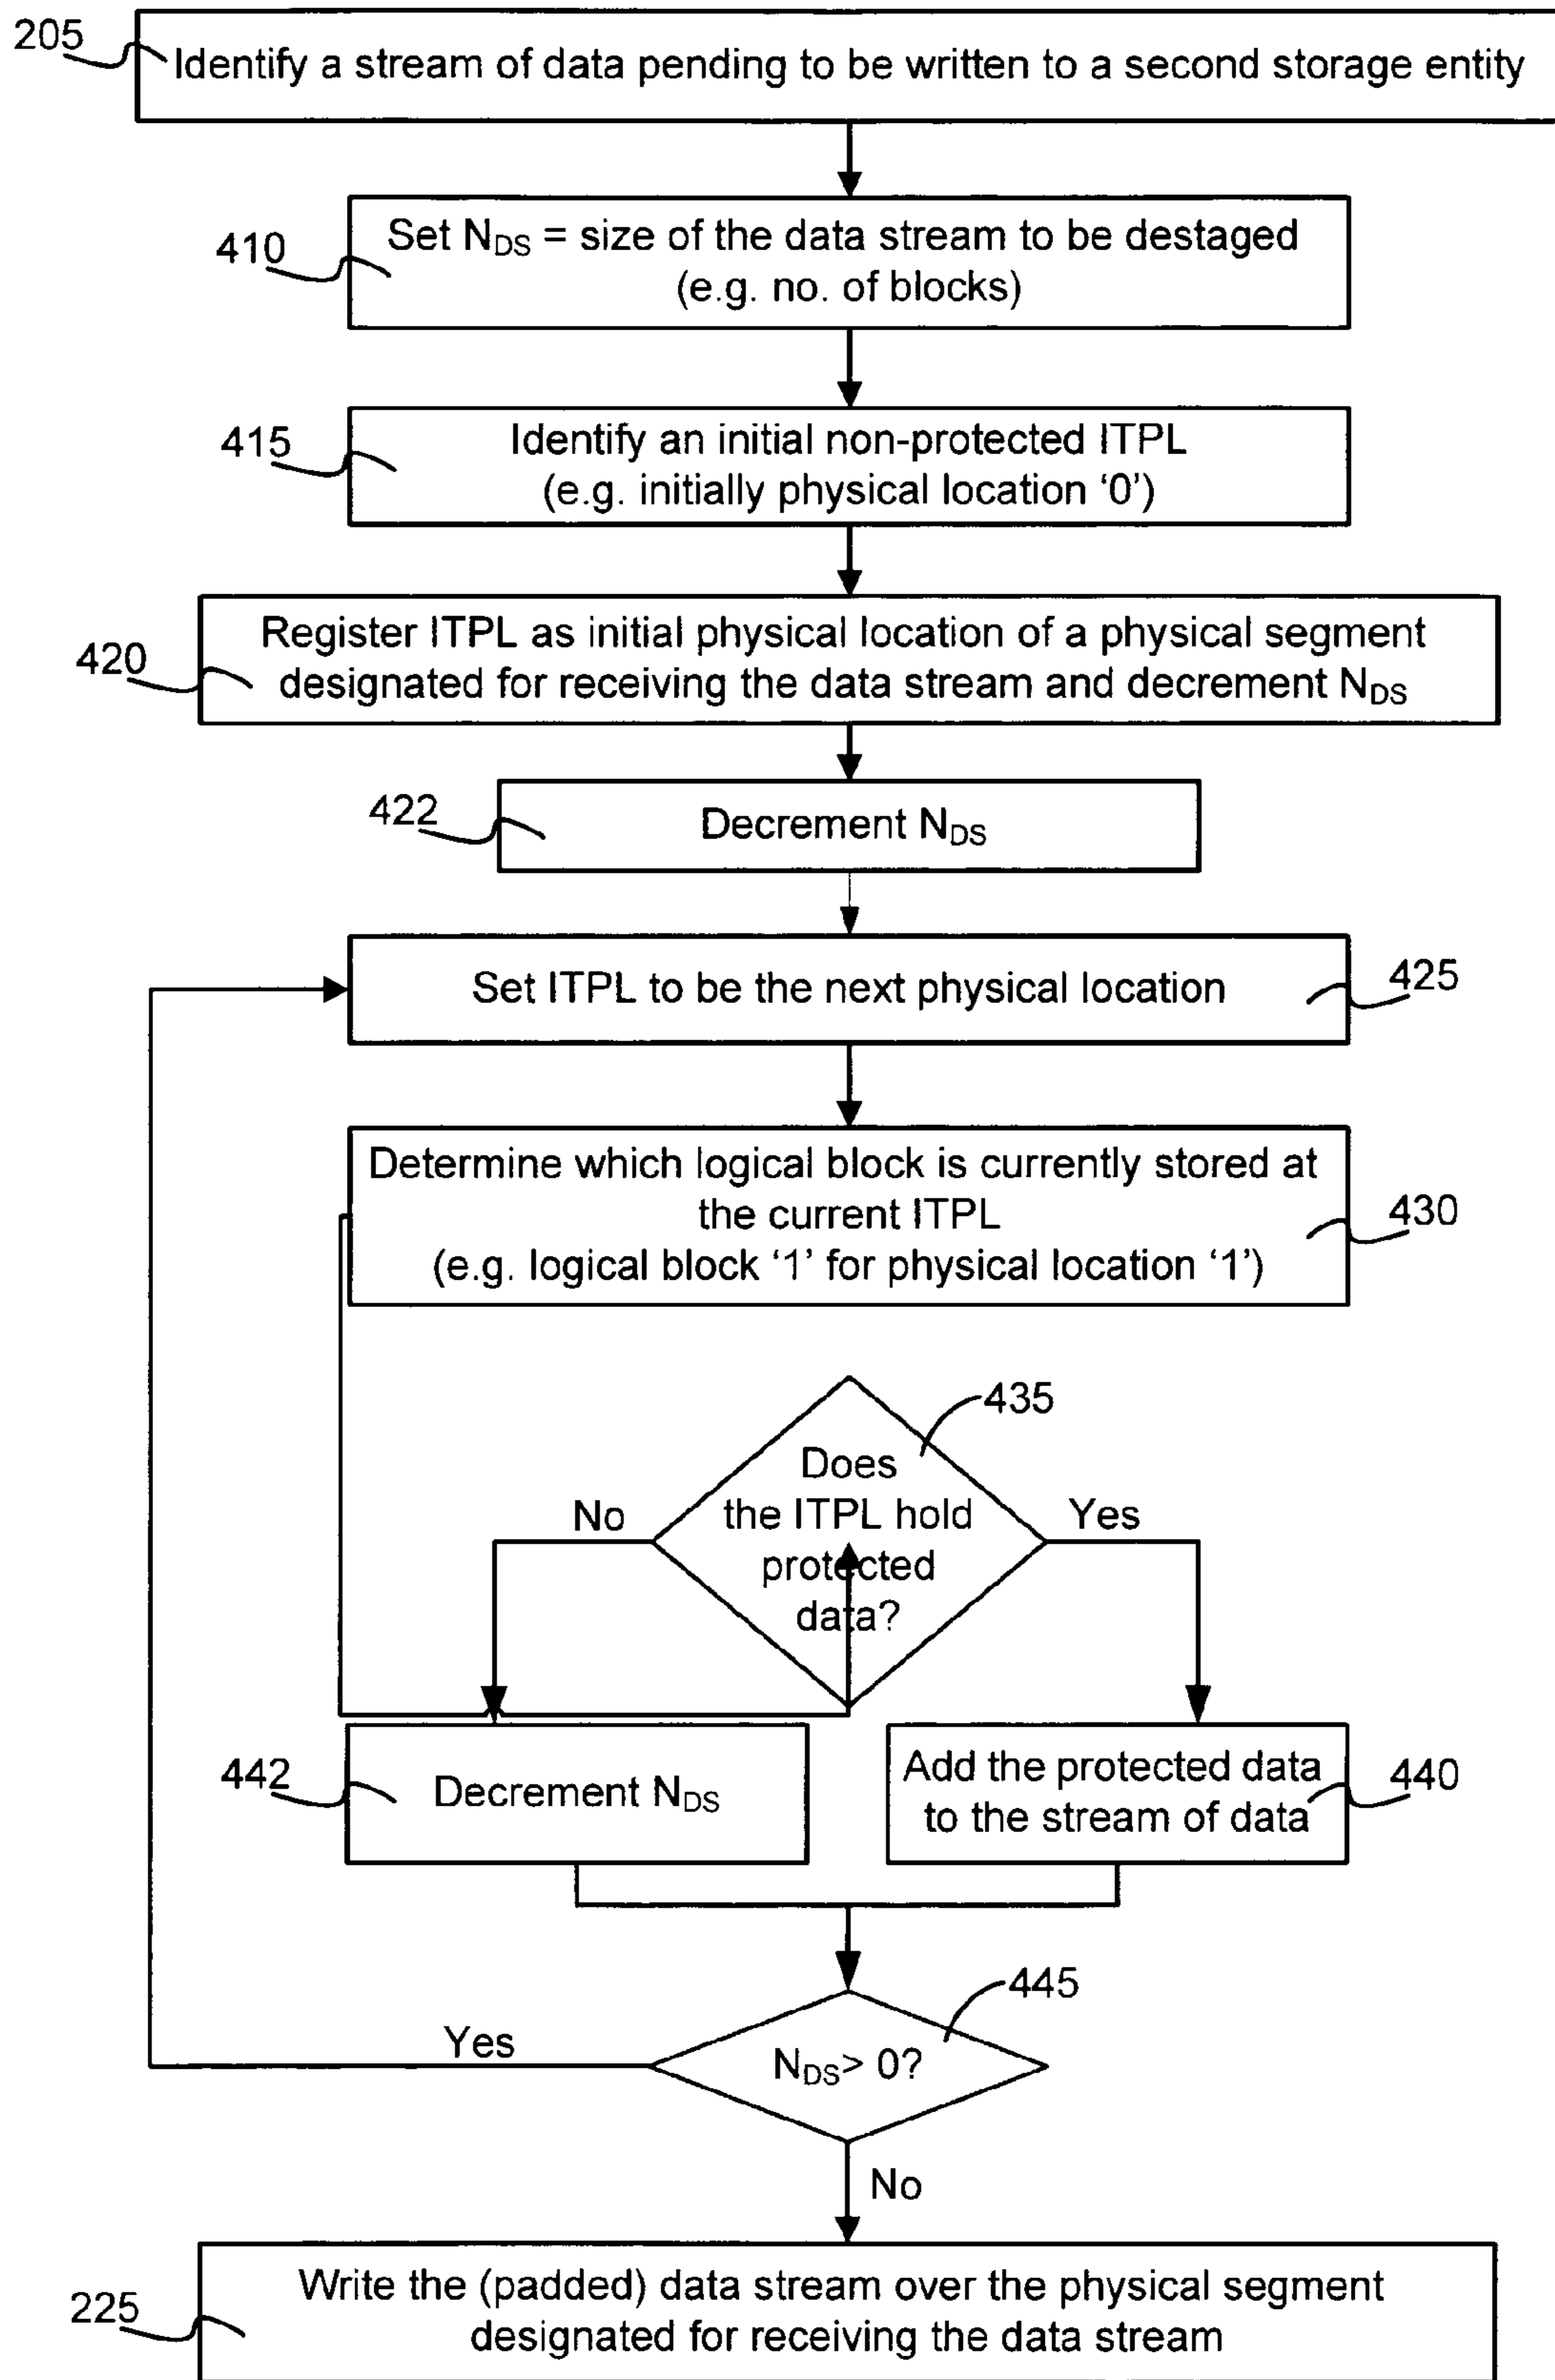 205
Identify a stream of data pending to be written to a second storage entity
410
Set NDS = size of the data stream to be destaged
(e.g. no. of blocks)
415
Identify an initial non-protected ITPL
(e.g. initially physical location ‘0’)
420
Register ITPL as initial physical location of a physical segment
designated for receiving the data stream and decrement NDS
422
Decrement NDS
Set ITPL to be the next physical location
425
Determine which logical block is currently stored at
the current ITPL
(e.g. logical block ‘1’ for physical location ‘1’)
430
435
Does
the ITPL hold
protected
data?
No
Yes
442
Decrement NDS
Add the protected data
to the stream of data
440
445
NDS> 0?
Yes
No
225
Write the (padded) data stream over the physical segment
designated for receiving the data stream